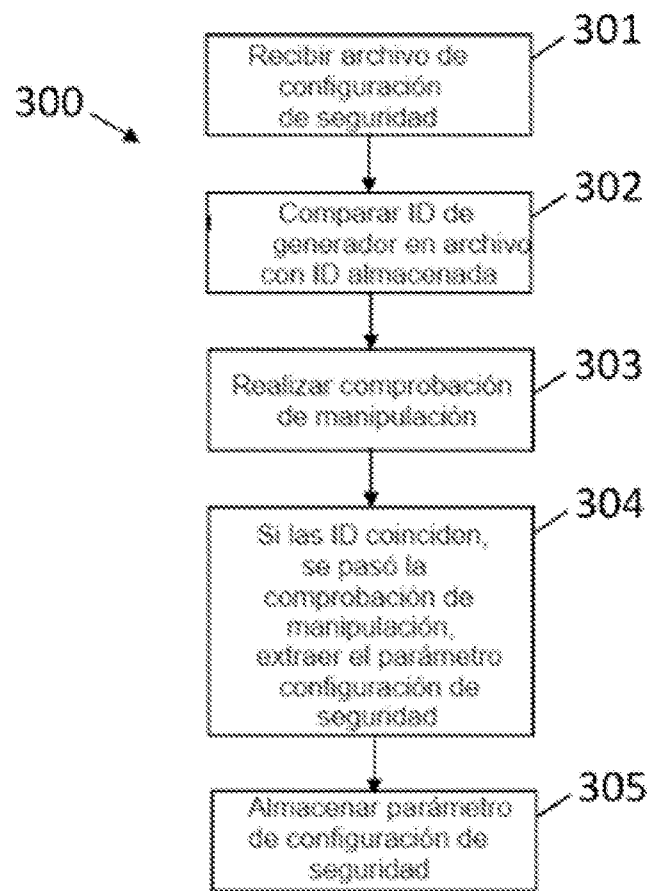 301
Recibir archivo de
configuración
de seguridad
300
302
Comparar ID de
generador en archivo
con ID almacenada
303
Realizar comprobación
de manipulación
304
Si las ID coinciden,
se pasó la
comprobación de
manipulación,
extraer el parámetro
configuración de
seguridad
305
Almacenar parámetro
de configuración de
seguridad